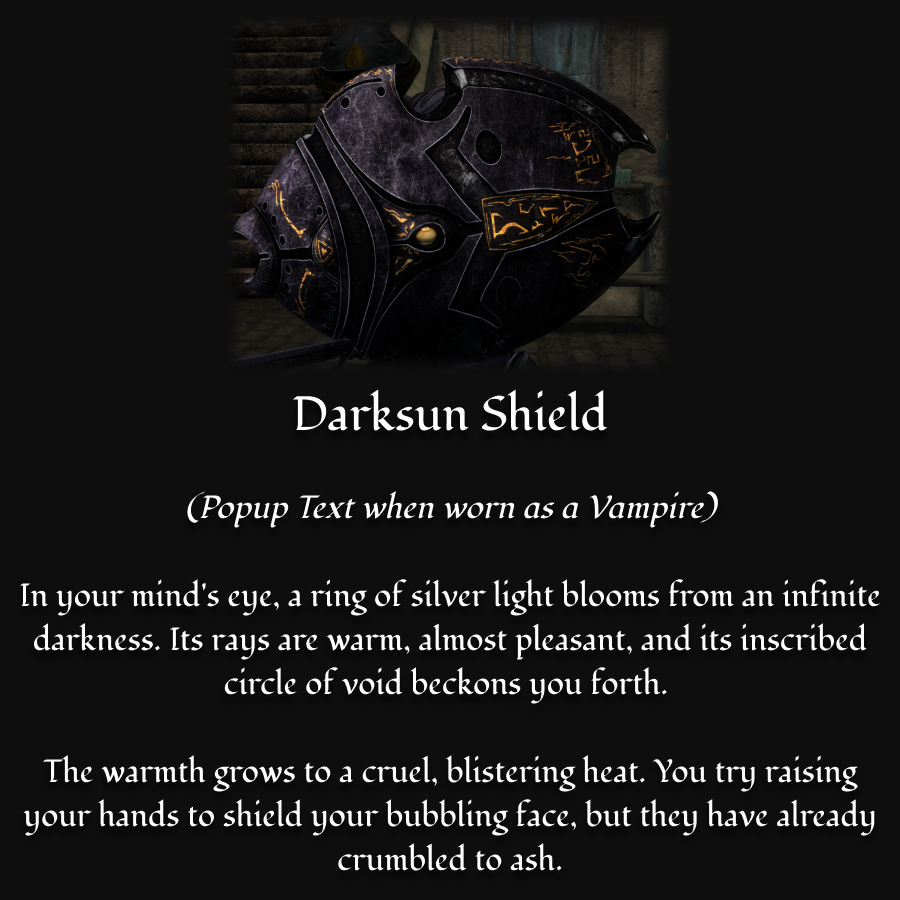 Darksun Shield
(Popup Text when worn as a Vampire)
In your mind's eye, a ring of silver light blooms from an infinite
darkness. Its rays are warm, almost pleasant, and its inscribed
circle of void beckons you forth.
The warmth grows to a cruel, blistering heat. You try raising
your hands to shield your bubbling face, but they have already
crumbled to ash.